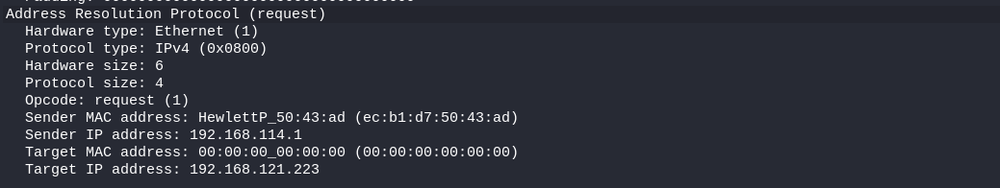 Address Resolution Protocol (request)
Hardware type: Ethernet (1)
Protocol type: IPv4 (0x0800)
Hardware size: 6
Protocol size: 4
Opcode: request (1)
Sender MAC address: HewlettP_50:43:ad (ec:b1:d7:50:43:ad)
Sender IP address: 192.168.114.1
Target MAC address: 00:00:00_00:00:00 (00:00:00:00:00:00)
Target IP address: 192.168.121.223